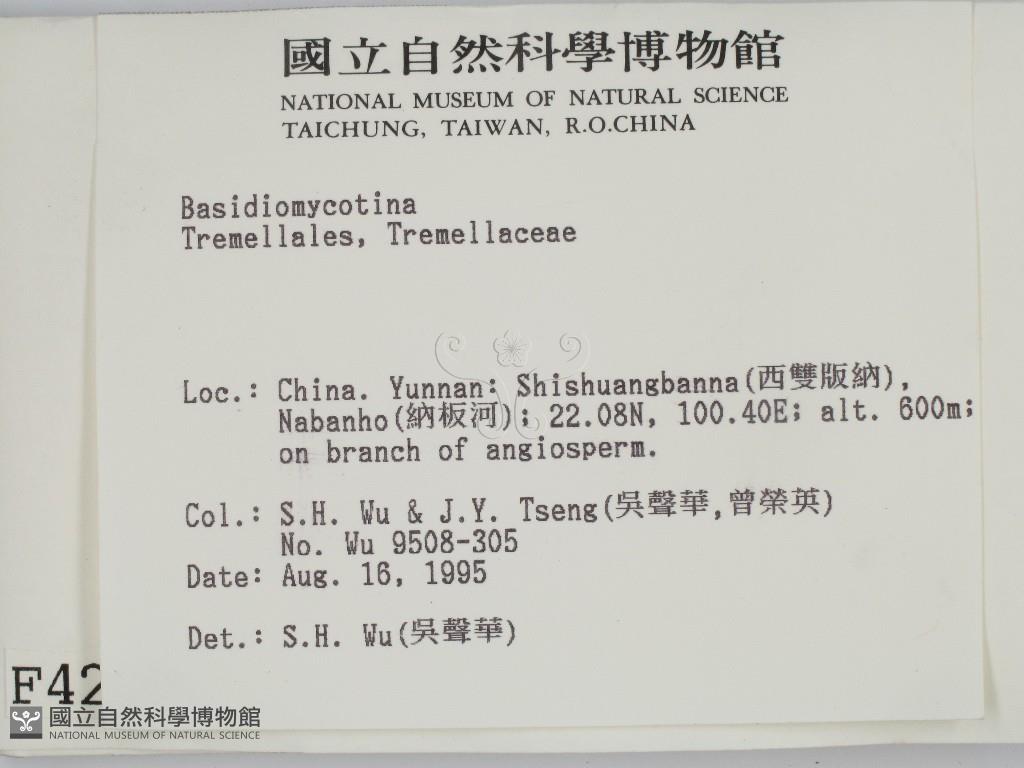 國立自然科學博物館
NATIONAL MUSEUM OF NATURAL SCIENCE
TAICHUNG, TAIWAN, R.O.CHINA
Basidiomycotina
Tremellales, Tremellaceae
Loc.: China. Yunnan: Shishuangbanna(西雙版納),
Nabanho(納板河); 22.08N, 100.40E; alt. 600m;
on branch of angiosperm.
Col.: S.H. Wu & J.Y. Tseng(吳聲華,曾榮英)
No. Wu 9508-305
Date: Aug. 16, 1995
Det.: S.H. Wu(吳聲華)
F42
國立自然科學博物館
NATIONAL MUSEUM OF NATURAL SCIENCE